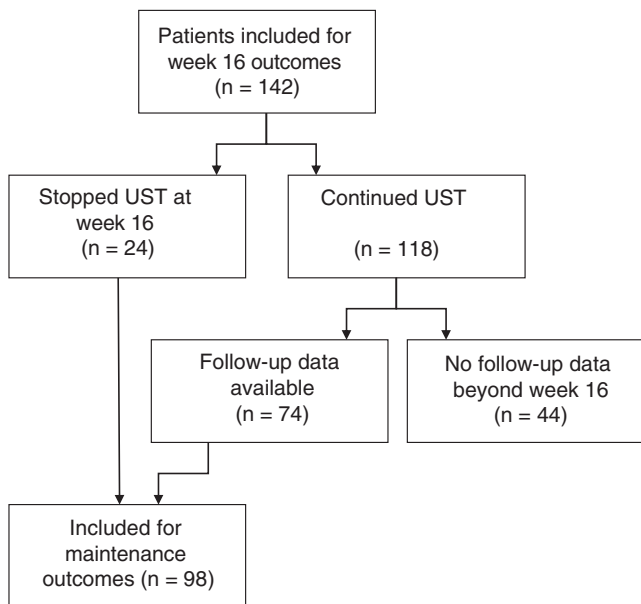 Patients included for
week 16 outcomes
(n = 142)
Stopped UST at
week 16
(n = 24)
Continued UST
(n = 118)
Follow-up data
available
(n = 74)
No follow-up data
beyond week 16
(n = 44)
Included for
maintenance
outcomes (n = 98)